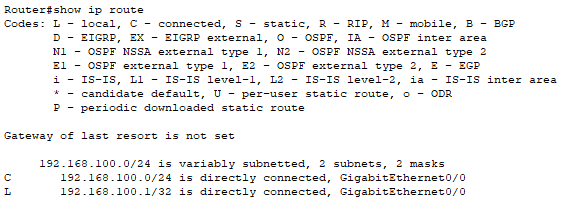 Router#show ip route
Codes: L - local, C - connected, S - static, R - RIP, M - mobile, B - BGP
D - EIGRP, EX - EIGRP external, O - OSPF, IA - OSPF inter area
N1 - OSPF NSSA external type 1, N2 - OSPF NSSA external type 2
E1 - OSPF external type 1, E2 - OSPF external type 2, E - EGP
i - IS-IS, L1 - IS-IS level-1, L2 - IS-IS level-2, ia - IS-IS inter area
* - candidate default, U - per-user static route, o - ODR
P - periodic downloaded static route
Gateway of last resort is not set
192.168.100.0/24 is variably subnetted, 2 subnets, 2 masks
C 192.168.100.0/24 is directly connected, GigabitEthernet0/0
L 192.168.100.1/32 is directly connected, GigabitEthernet0/0